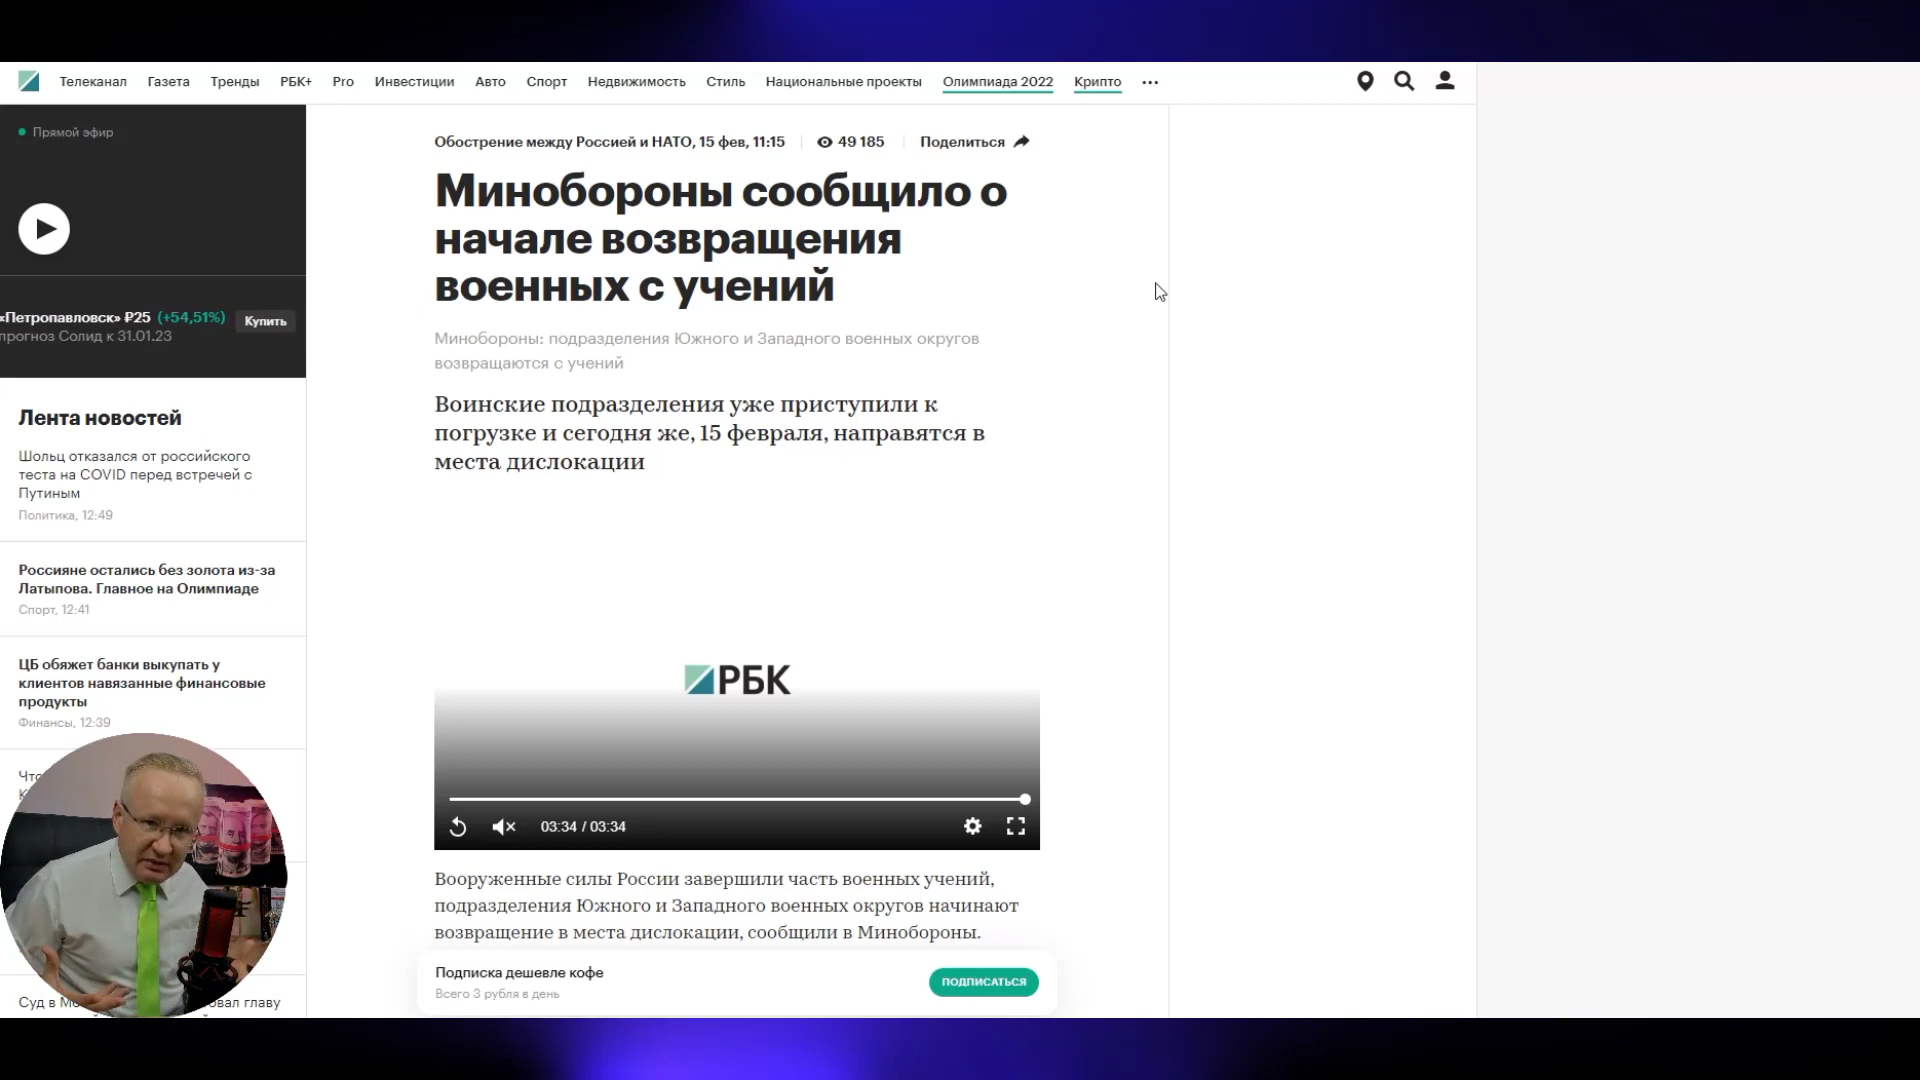 Телеканал Газета Тренды РБК+ Pro Инвестиции Авто Спорт Недвижимость Стиль Национальные проекты Олимпиада 2022 Крипто
Прямой эфир
«Петропавловск» ₽25 (+54,51%)
прогноз Солид к 31.01.23
Купить
Лента новостей
Шольц отказался от российского
теста на COVID перед встречей с
Путиным
Политика, 12:49
Россияне остались без золота из-за
Латыпова. Главное на Олимпиаде
Спорт, 12:41
ЦБ обяжет банки выкупать у
клиентов навязанные финансовые
продукты
Финансы, 12:39
Суд в
главу
Обострение между Россией и НАТО, 15 фев, 11:15
49 185
Поделиться
Минобороны сообщило о
начале возвращения
военных с учений
Минобороны: подразделения Южного и Западного военных округов
возвращаются с учений
Воинские подразделения уже приступили к
погрузке и сегодня же, 15 февраля, направятся в
места дислокации
РБК
03:34 / 03:34
Вооруженные силы России завершили часть военных учений,
подразделения Южного и Западного военных округов начинают
возвращение в места дислокации, сообщили в Минобороны.
Подписка дешевле кофе
Всего 3 рубля в день
ПОДПИСАТЬСЯ